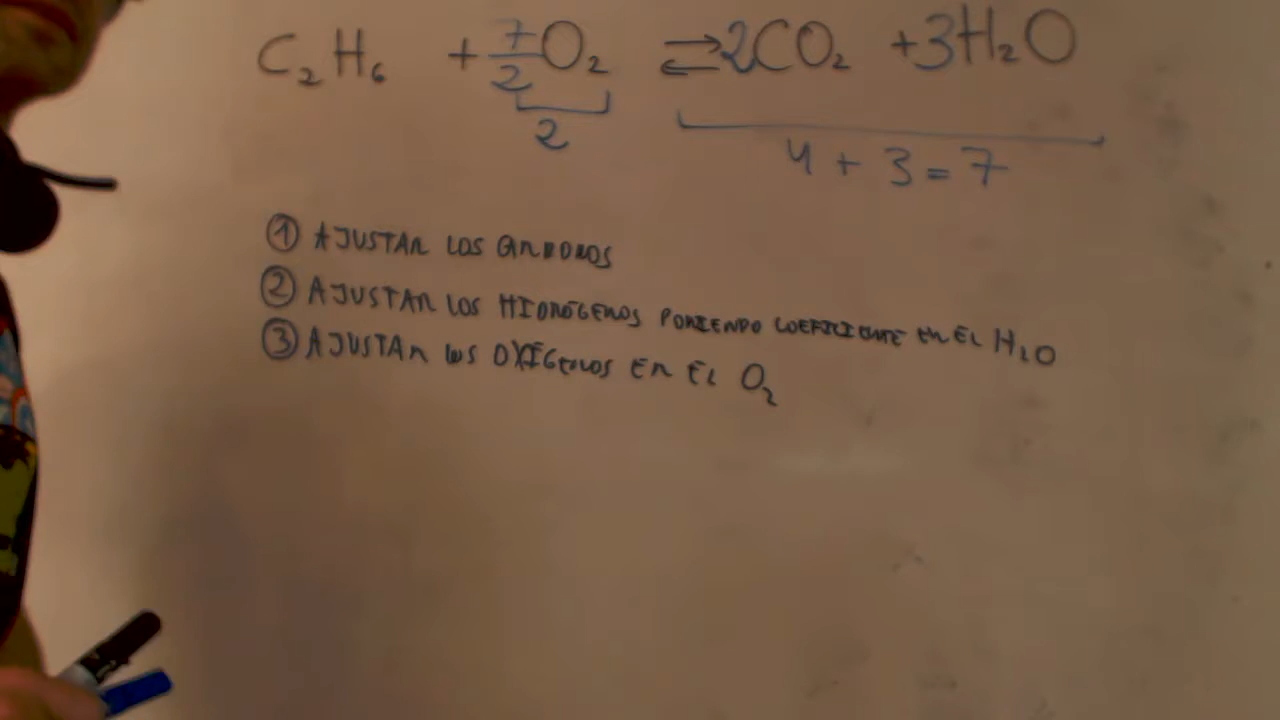 C₂H₆ + 7/2 O₂ ⇌ 2CO₂ + 3H₂O
2
4 + 3 = 7
① AJUSTAR LOS CARBONOS
② AJUSTAR LOS HIDRÓGENOS PONIENDO COEFICIENTE EN EL H₂O
③ AJUSTAR LOS OXÍGENOS EN EL O₂